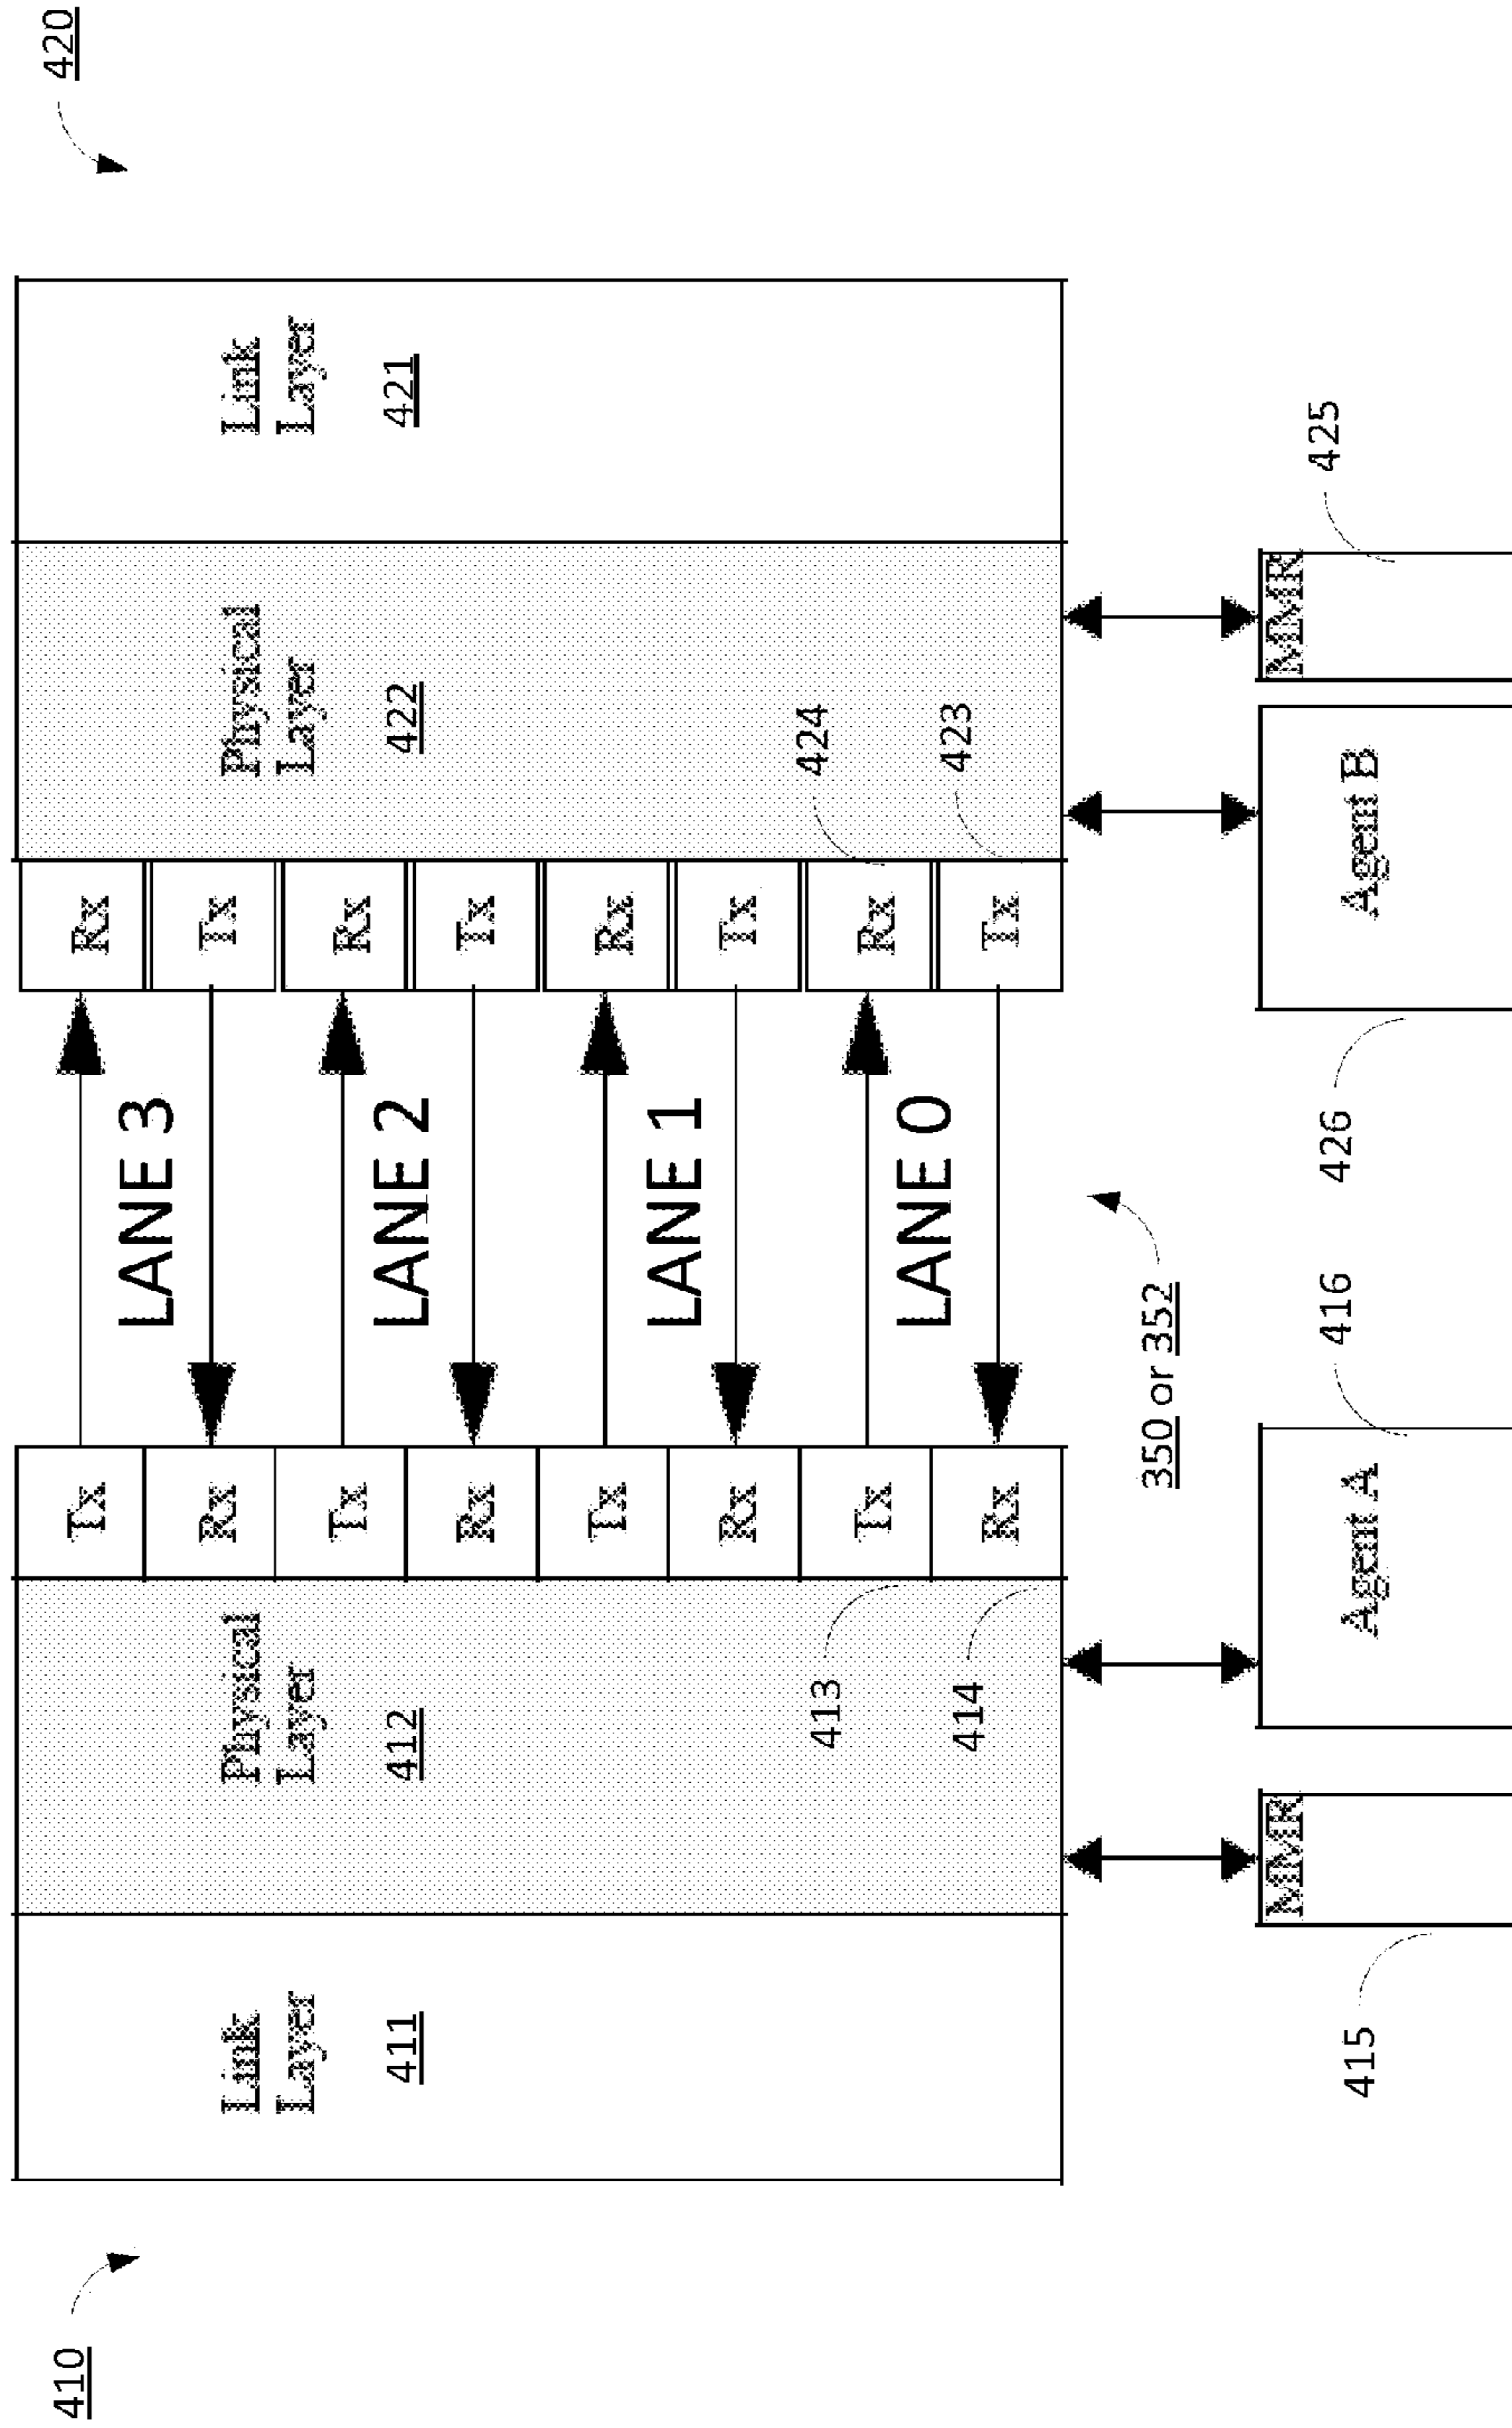 410
420
Link
Layer
411
Physical
Layer
412
Tx
Rx
Tx
Rx
Tx
Rx
Tx
Rx
413
414
LANE 3
LANE 2
LANE 1
LANE 0
Rx
Tx
Rx
Tx
Rx
Tx
Rx
Tx
424
423
Physical
Layer
422
Link
Layer
421
350 or 352
415
MMR
Agent A
416
426
Agent B
MMR
425